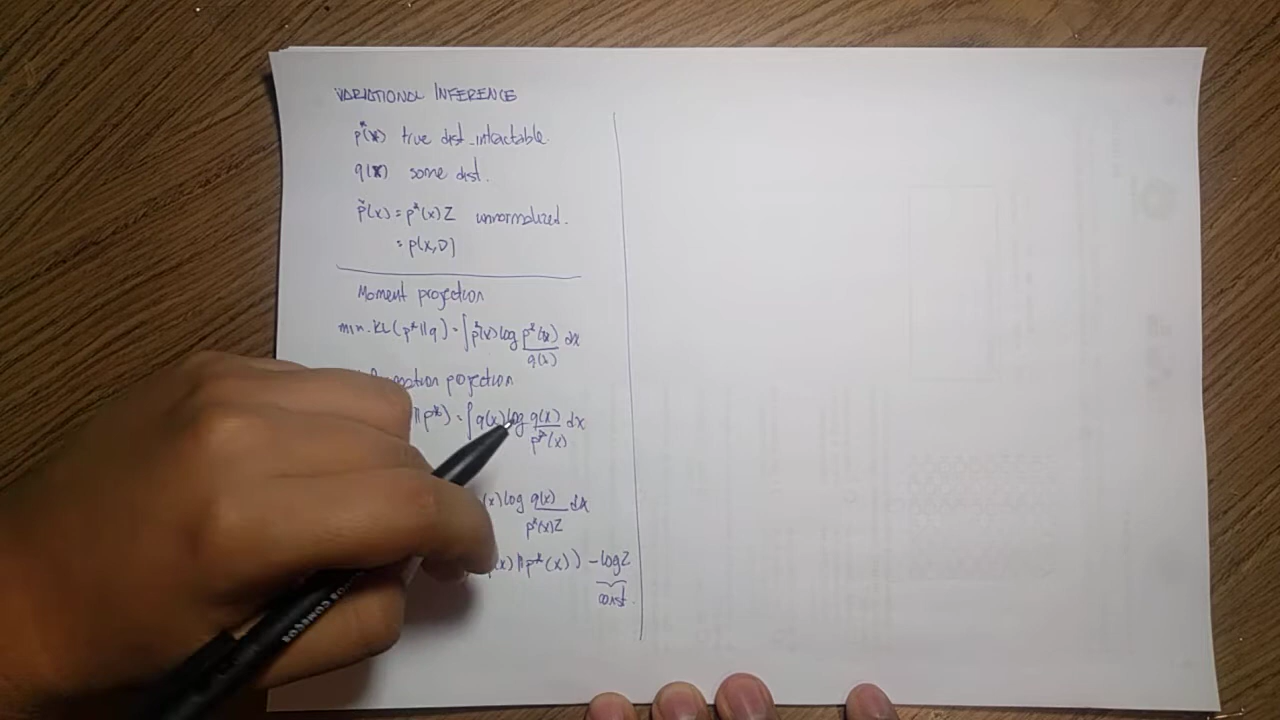 VARIATIONAL INFERENCE
p*(x) true dist. intractable.
q(x) some dist.
p̃(x) = p*(x)Z unnormalized.
= p(x,D)
Moment projection
min. KL(p*||q) = ∫p*(x) log p*(x)/q(x) dx
projection
||p*) = ∫q(x) log q(x)/p*(x) dx
(x) log q(x)/p*(x)Z dx
(x)||p*(x)) - log Z
const.